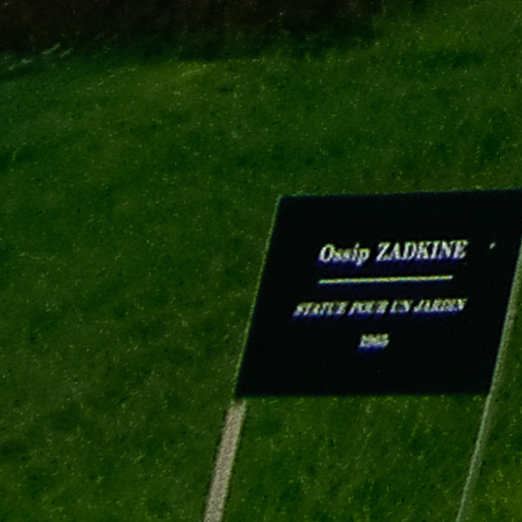 Ossip ZADKINE
STATUE POUR UN JARDIN